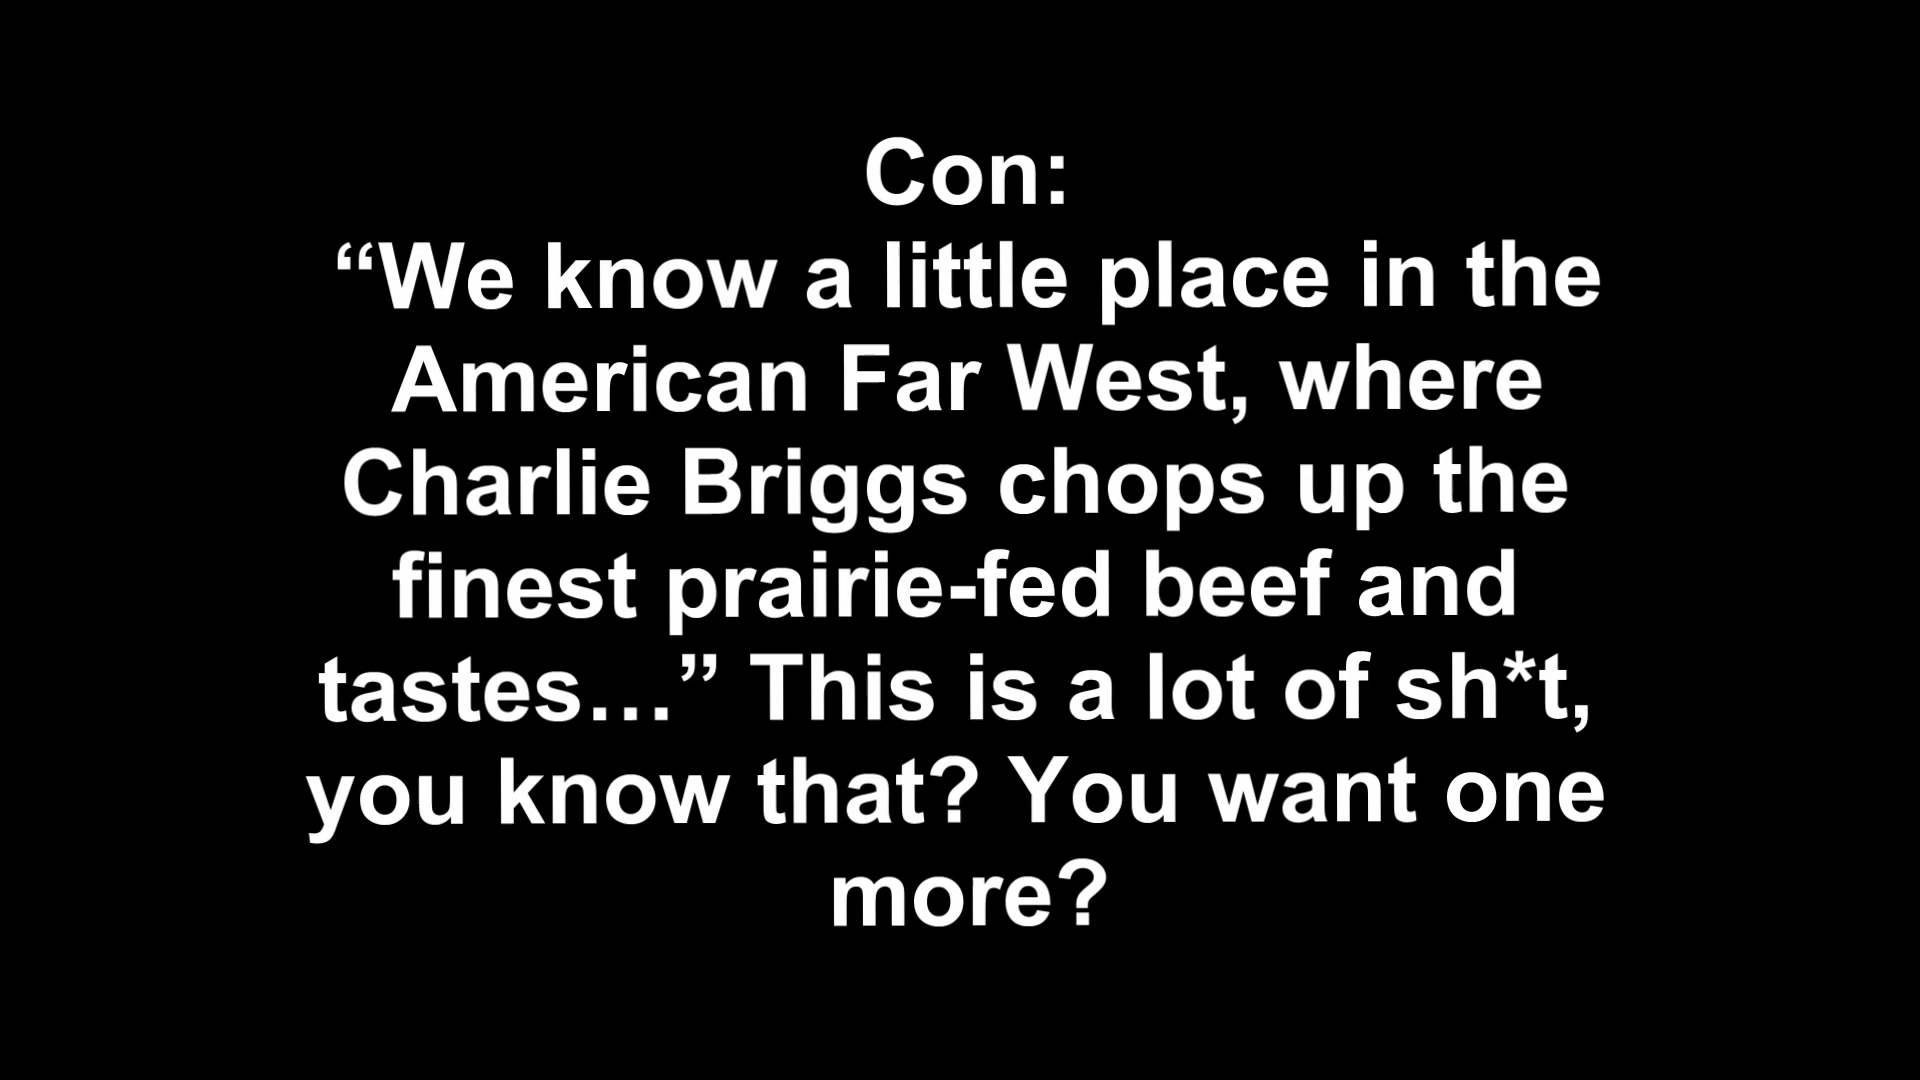 Con:
“We know a little place in the
American Far West, where
Charlie Briggs chops up the
finest prairie-fed beef and
tastes…” This is a lot of sh*t,
you know that? You want one
more?